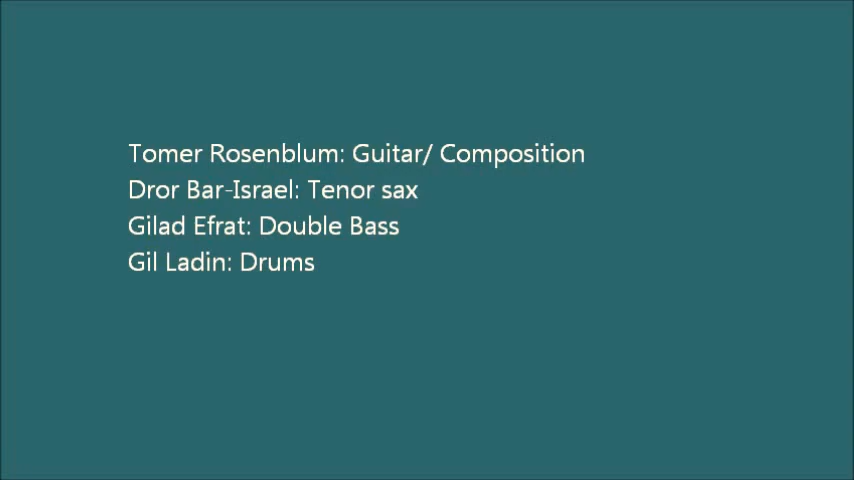 Tomer Rosenblum: Guitar/ Composition
Dror Bar-Israel: Tenor sax
Gilad Efrat: Double Bass
Gil Ladin: Drums